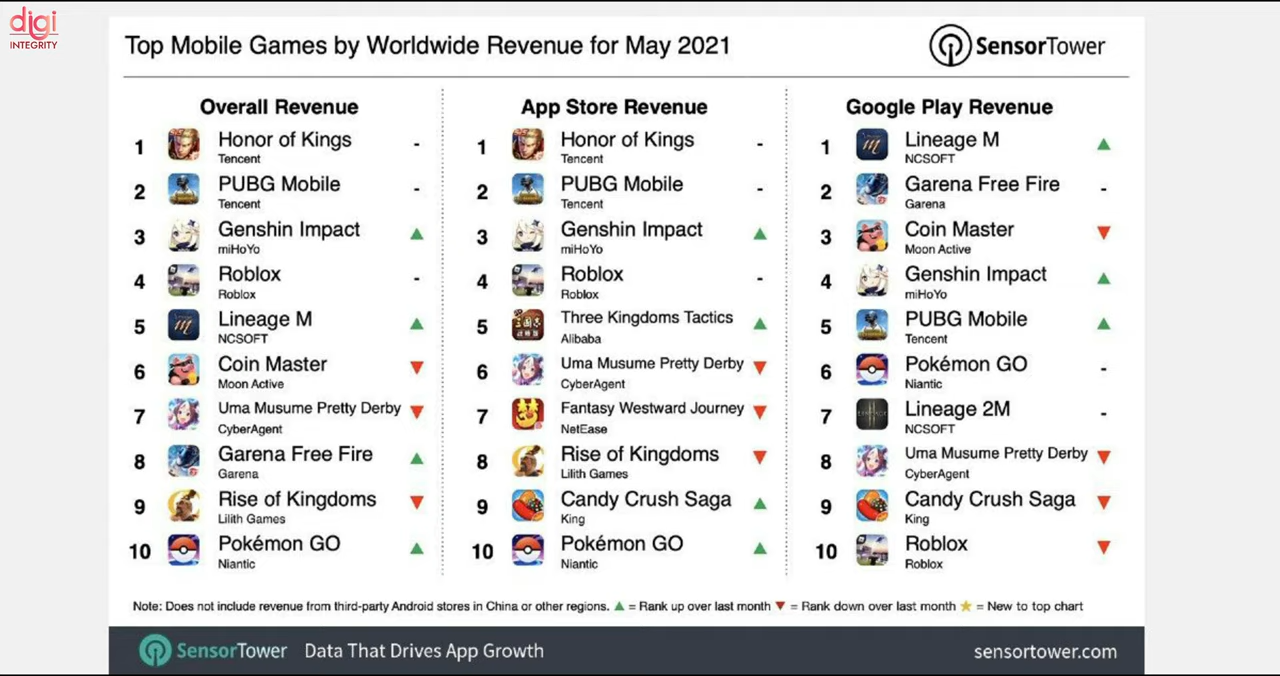 digi
INTEGRITY
Top Mobile Games by Worldwide Revenue for May 2021
SensorTower
Overall Revenue
1 Honor of Kings -
Tencent
2 PUBG Mobile -
Tencent
3 Genshin Impact ▲
miHoYo
4 Roblox -
Roblox
5 Lineage M ▲
NCSOFT
6 Coin Master ▼
Moon Active
7 Uma Musume Pretty Derby ▼
CyberAgent
8 Garena Free Fire ▲
Garena
9 Rise of Kingdoms ▼
Lilith Games
10 Pokémon GO ▲
Niantic
App Store Revenue
1 Honor of Kings -
Tencent
2 PUBG Mobile -
Tencent
3 Genshin Impact ▲
miHoYo
4 Roblox -
Roblox
5 Three Kingdoms Tactics ▲
Alibaba
6 Uma Musume Pretty Derby ▼
CyberAgent
7 Fantasy Westward Journey ▼
NetEase
8 Rise of Kingdoms ▼
Lilith Games
9 Candy Crush Saga ▲
King
10 Pokémon GO ▲
Niantic
Google Play Revenue
1 Lineage M ▲
NCSOFT
2 Garena Free Fire -
Garena
3 Coin Master ▼
Moon Active
4 Genshin Impact ▲
miHoYo
5 PUBG Mobile ▲
Tencent
6 Pokémon GO -
Niantic
7 Lineage 2M -
NCSOFT
8 Uma Musume Pretty Derby ▼
CyberAgent
9 Candy Crush Saga ▼
King
10 Roblox ▼
Roblox
Note: Does not include revenue from third-party Android stores in China or other regions. ▲ = Rank up over last month ▼ = Rank down over last month ★ = New to top chart
SensorTower Data That Drives App Growth
sensortower.com